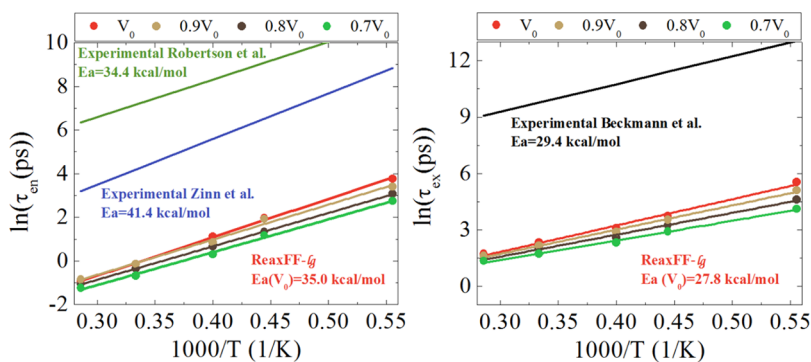 V₀ 0.9V₀ 0.8V₀ 0.7V₀
10
8
6
4
2
0
-2
ln(τen(ps))
Experimental Robertson et al.
Ea=34.4 kcal/mol
Experimental Zinn et al.
Ea=41.4 kcal/mol
ReaxFF-lg
Ea(V₀)=35.0 kcal/mol
0.30 0.35 0.40 0.45 0.50 0.55
1000/T (1/K)
V₀ 0.9V₀ 0.8V₀ 0.7V₀
12
9
6
3
0
ln(τex(ps))
Experimental Beckmann et al.
Ea=29.4 kcal/mol
ReaxFF-lg
Ea (V₀)=27.8 kcal/mol
0.30 0.35 0.40 0.45 0.50 0.55
1000/T (1/K)